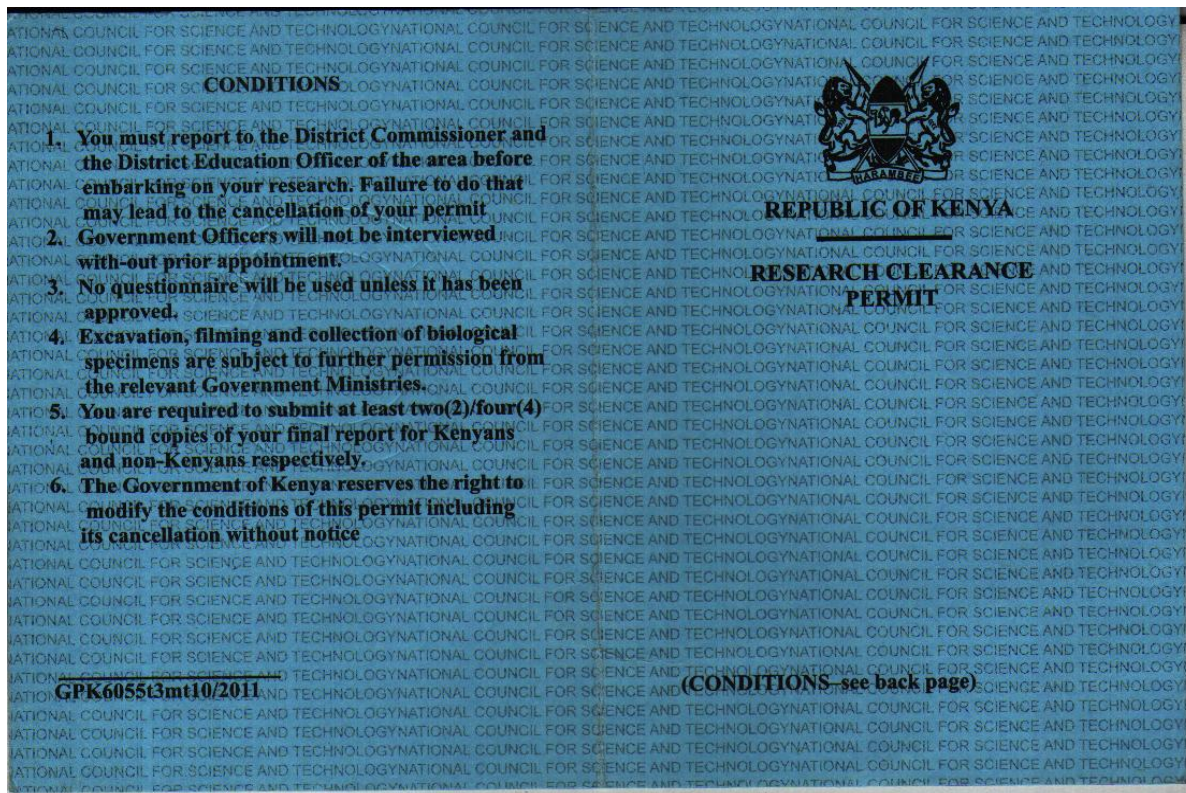 CONDITIONS
1. You must report to the District Commissioner and
the District Education Officer of the area before
embarking on your research. Failure to do that
may lead to the cancellation of your permit
2. Government Officers will not be interviewed
with-out prior appointment.
3. No questionnaire will be used unless it has been
approved.
4. Excavation, filming and collection of biological
specimens are subject to further permission from
the relevant Government Ministries.
5. You are required to submit at least two(2)/four(4)
bound copies of your final report for Kenyans
and non-Kenyans respectively.
6. The Government of Kenya reserves the right to
modify the conditions of this permit including
its cancellation without notice
GPK6055t3mt10/2011
HARAMBEE
REPUBLIC OF KENYA
RESEARCH CLEARANCE
PERMIT
(CONDITIONS–see back page)
NATIONAL COUNCIL FOR SCIENCE AND TECHNOLOGY